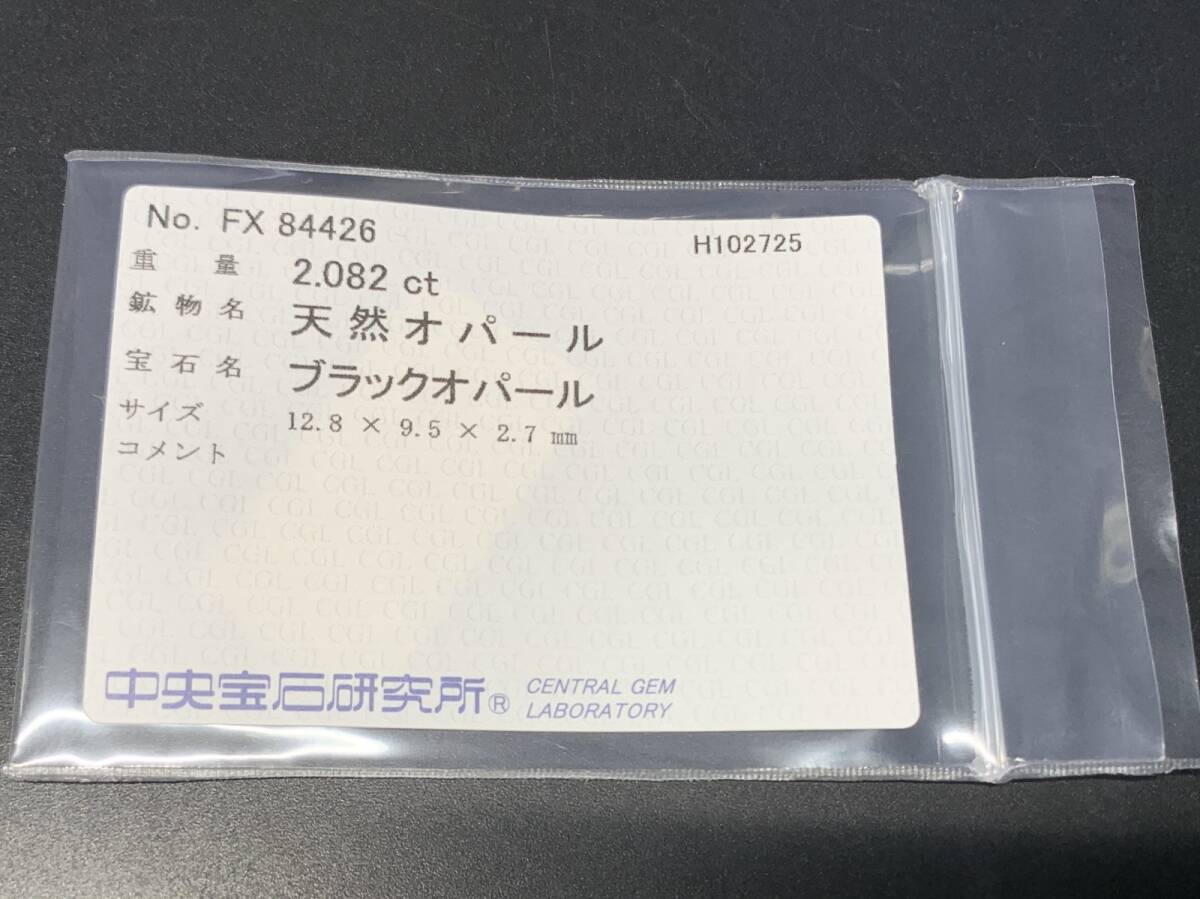 No. FX 84426
H102725
重量 2.082 ct
鉱物名 天然オパール
宝石名 ブラックオパール
サイズ 12.8 × 9.5 × 2.7 mm
コメント
中央宝石研究所® CENTRAL GEM
LABORATORY